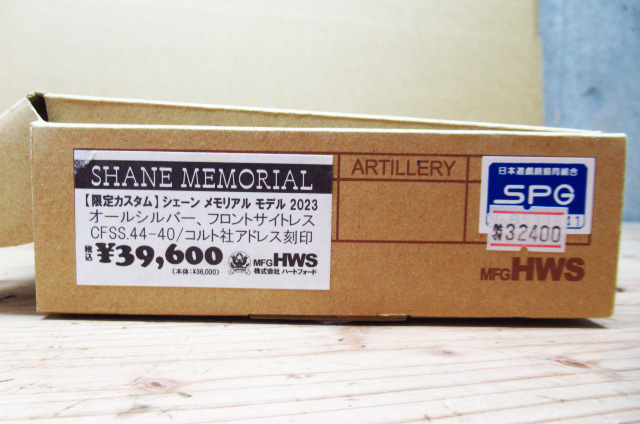 SHANE MEMORIAL
【限定カスタム】シェーン メモリアル モデル 2023
オールシルバー、フロントサイトレス
CFSS.44-40/コルト社アドレス刻印
税込 ¥39,600
(本体:¥36,000)
MFG HWS
株式会社 ハートフォード
ARTILLERY
日本遊戯銃協同組合
SPG
41
32400
MFG HWS